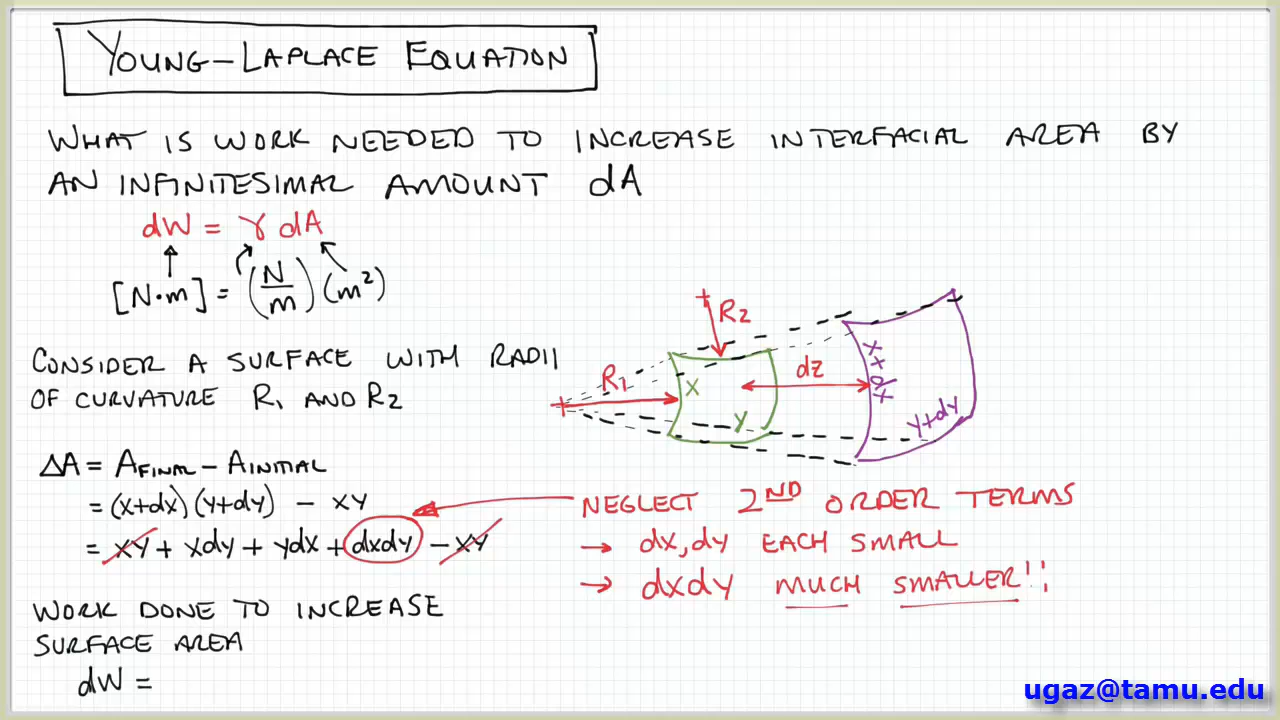 YOUNG-LAPLACE EQUATION
WHAT IS WORK NEEDED TO INCREASE INTERFACIAL AREA BY
AN INFINITESIMAL AMOUNT dA
dW = γ dA
[N·m] = (N/m)(m²)
CONSIDER A SURFACE WITH RADII
OF CURVATURE R₁ AND R₂
R₁
R₂
X
Y
dz
X+dX
Y+dY
ΔA = A_FINAL - A_INITIAL
= (X+dX)(Y+dY) - XY
= XY + XdY + YdX + dXdY - XY
NEGLECT 2ND ORDER TERMS
→ dX, dY EACH SMALL
→ dXdY MUCH SMALLER!!
WORK DONE TO INCREASE
SURFACE AREA
dW =
ugaz@tamu.edu